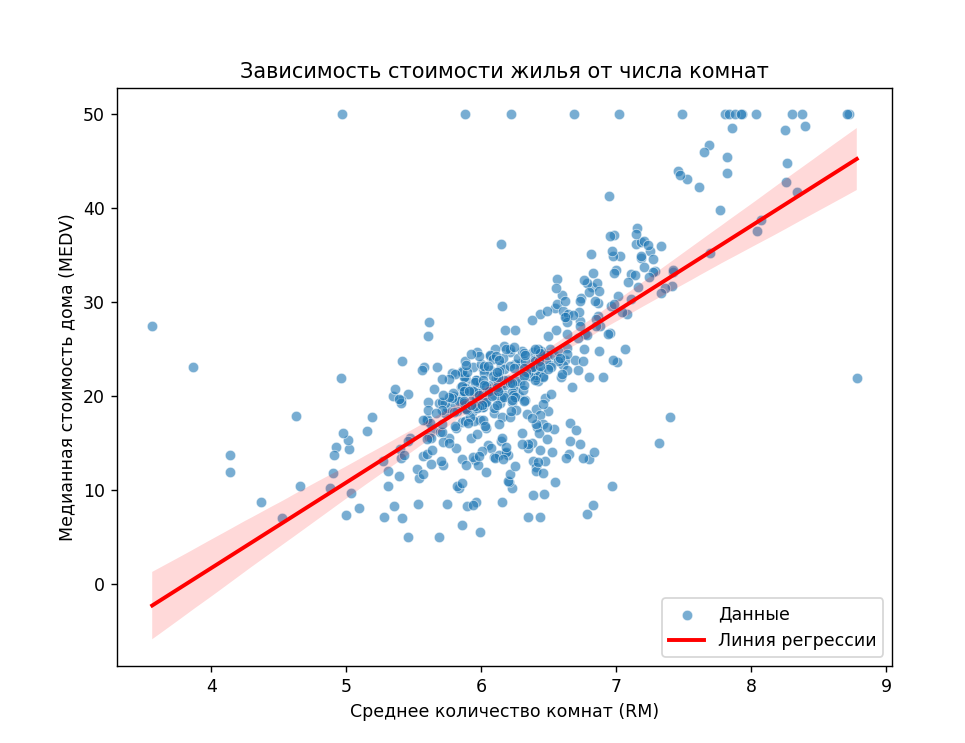 Зависимость стоимости жилья от числа комнат
Медианная стоимость дома (MEDV)
50
40
30
20
10
0
4
5
6
7
8
9
Среднее количество комнат (RM)
Данные
Линия регрессии